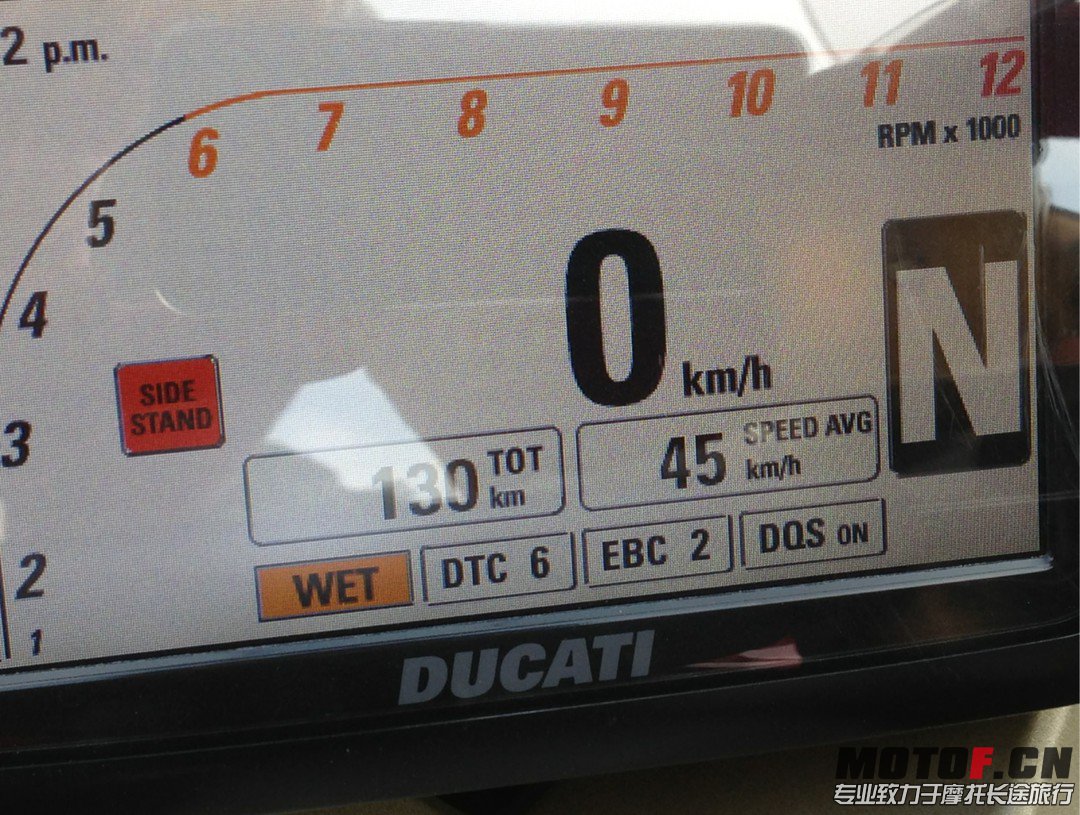 2 p.m.
6 7 8 9 10 11 12
RPM x 1000
5
4
3
2
1
0 km/h
N
SIDE
STAND
130 TOT
km
45 SPEED AVG
km/h
WET DTC 6 EBC 2 DQS ON
DUCATI
MOTOF.CN
专业致力于摩托长途旅行